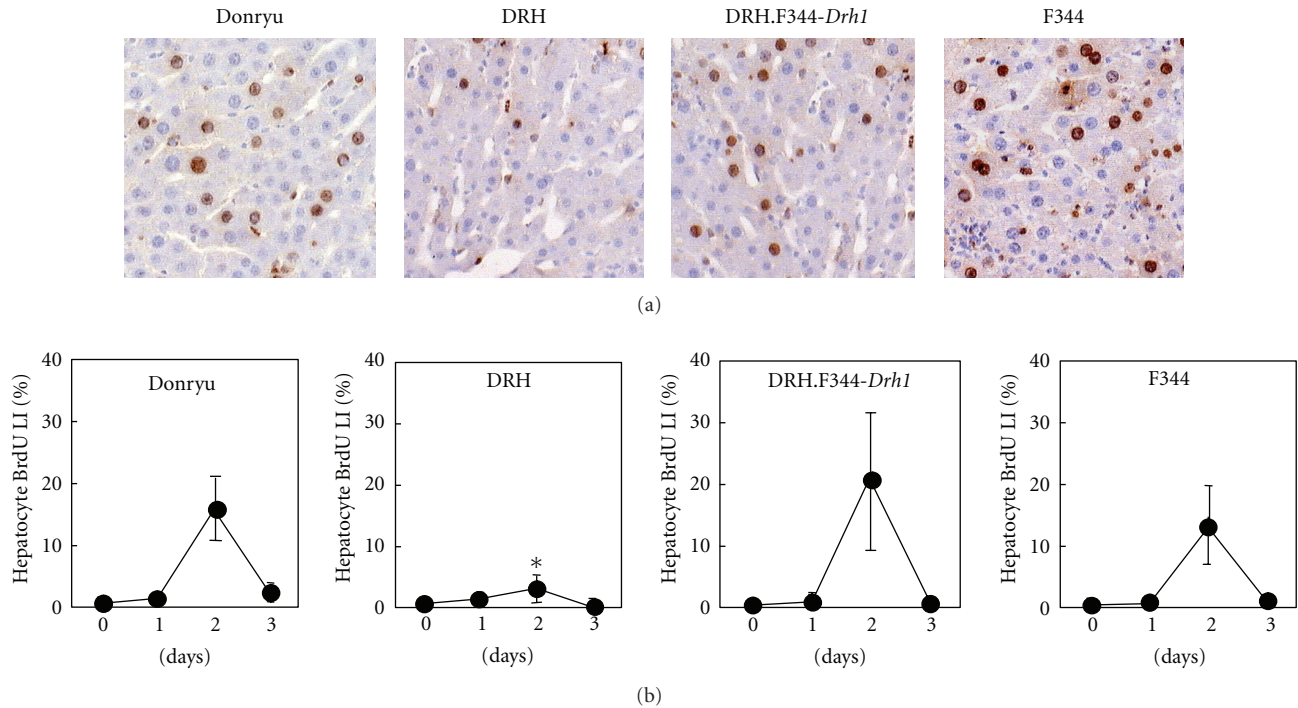 Donryu
DRH
DRH.F344-Drh1
F344
(a)
Hepatocyte BrdU LI (%)
40
30
20
10
0
Donryu
0 1 2 3
(days)
Hepatocyte BrdU LI (%)
40
30
20
10
0
DRH
*
0 1 2 3
(days)
Hepatocyte BrdU LI (%)
40
30
20
10
0
DRH.F344-Drh1
0 1 2 3
(days)
Hepatocyte BrdU LI (%)
40
30
20
10
0
F344
0 1 2 3
(days)
(b)